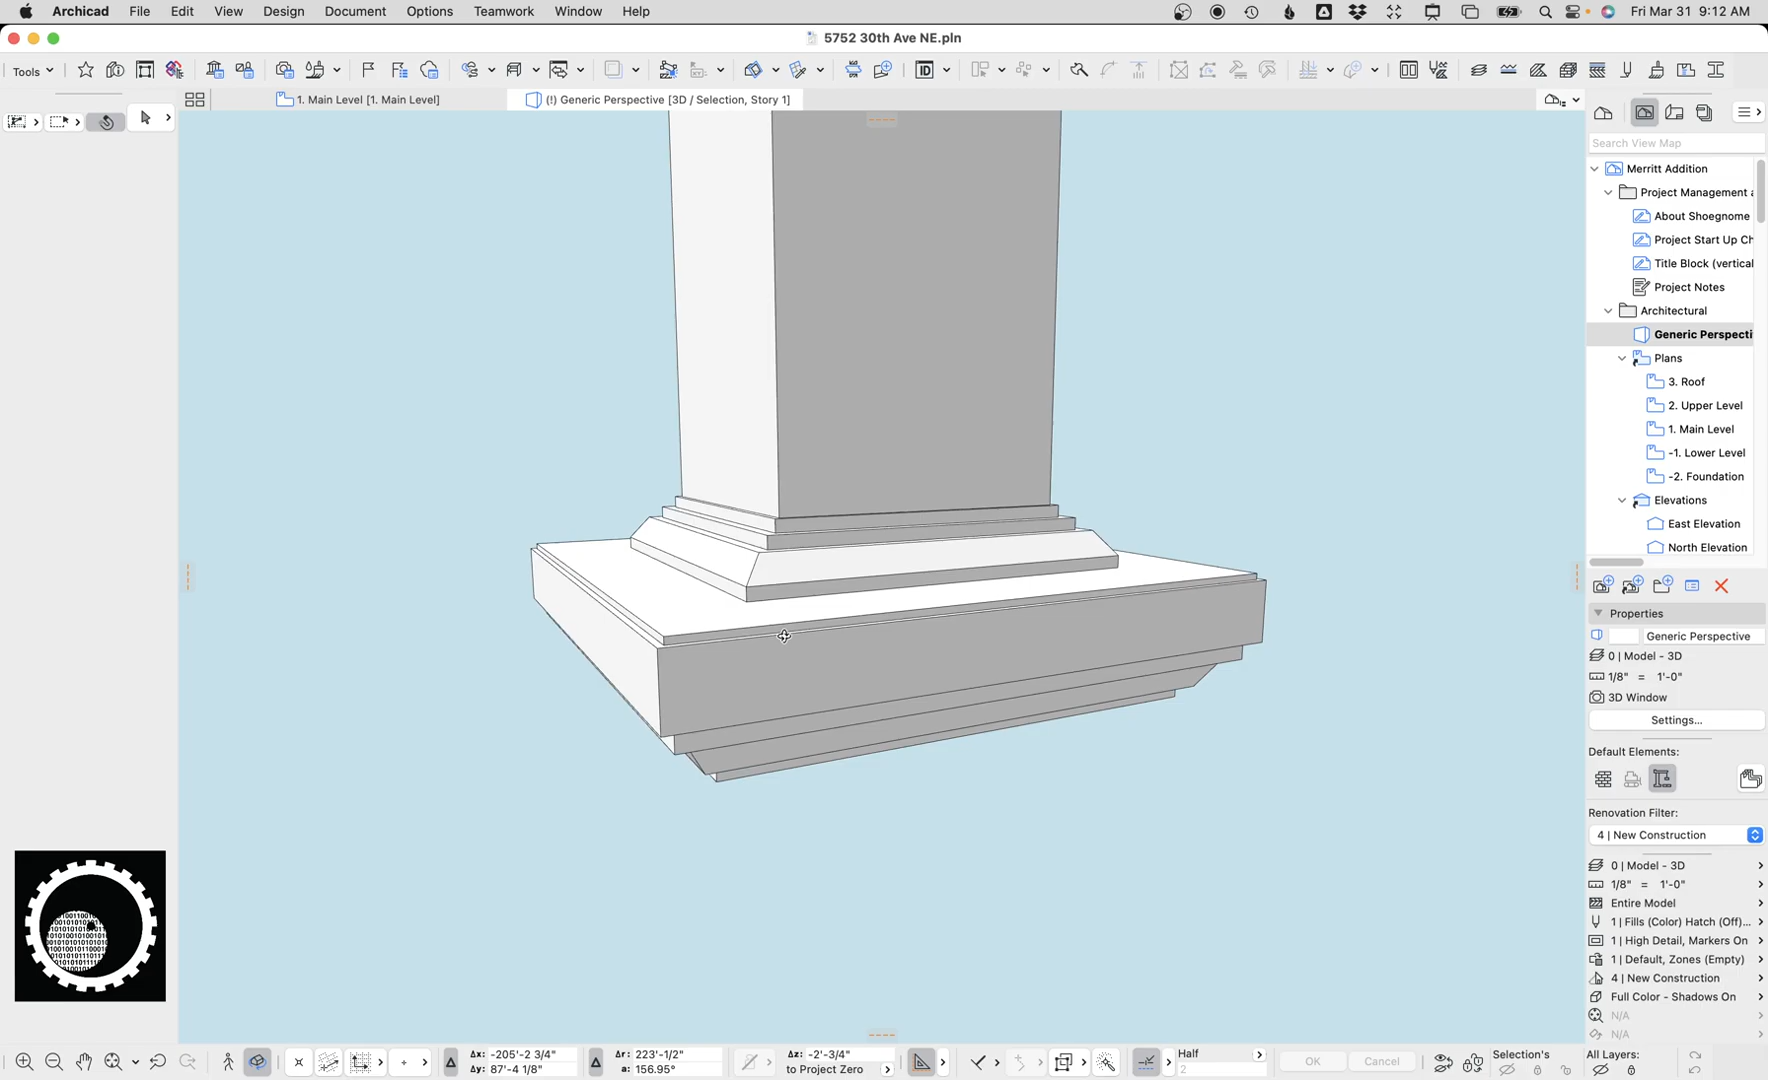 Archicad File Edit View Design Document Options Teamwork Window Help Fri Mar 31 9:12 AM
5752 30th Ave NE.pln
Tools
1. Main Level [1. Main Level] (!) Generic Perspective [3D / Selection, Story 1]
Search View Map
Merritt Addition
Project Management a
About Shoegnome
Project Start Up Ch
Title Block (vertical
Project Notes
Architectural
Generic Perspecti
Plans
3. Roof
2. Upper Level
1. Main Level
-1. Lower Level
-2. Foundation
Elevations
East Elevation
North Elevation
Properties
Generic Perspective
0 | Model - 3D
1/8" = 1'-0"
3D Window
Settings...
Default Elements:
Renovation Filter:
4 | New Construction
0 | Model - 3D
1/8" = 1'-0"
Entire Model
1 | Fills (Color) Hatch (Off)...
1 | High Detail, Markers On
1 | Default, Zones (Empty)
4 | New Construction
Full Color - Shadows On
N/A
N/A
Δx: -205'-2 3/4" Δr: 223'-1/2" Δz: -2'-3/4" Half Selection's All Layers:
Δy: 87'-4 1/8" a: 156.95° to Project Zero 2 OK Cancel